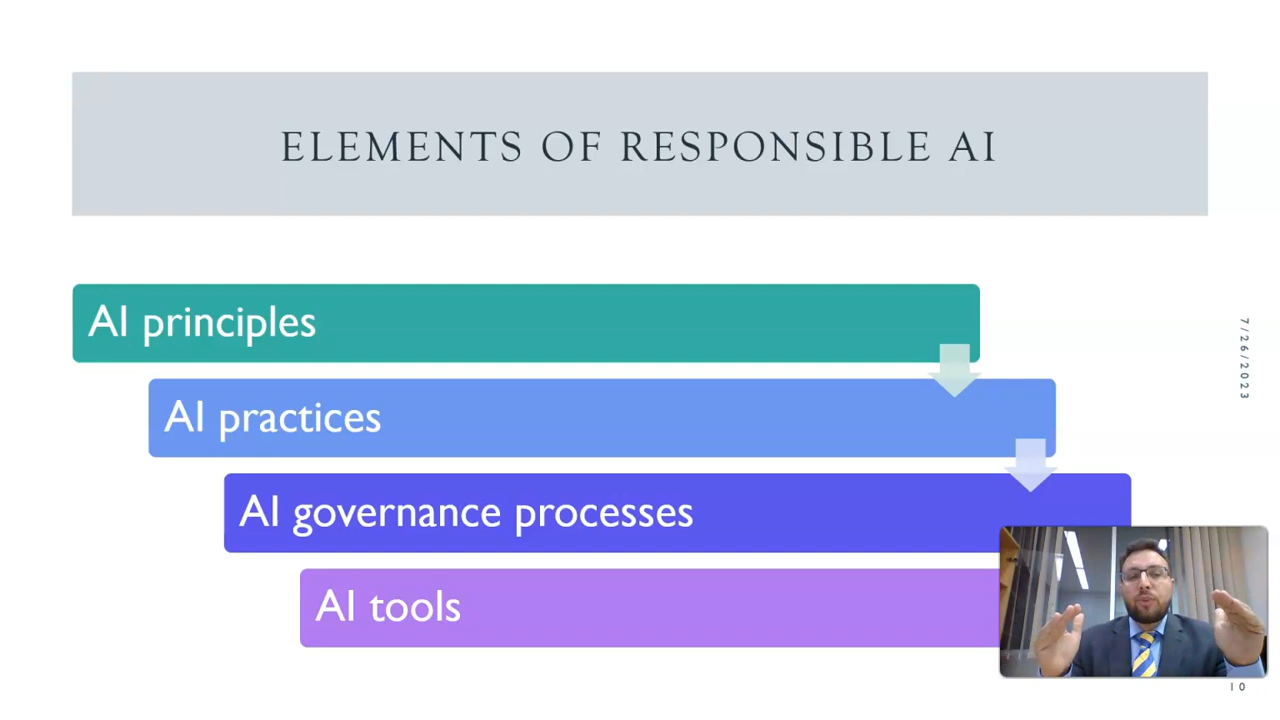 ELEMENTS OF RESPONSIBLE AI
AI principles
AI practices
AI governance processes
AI tools
7/26/2023
10